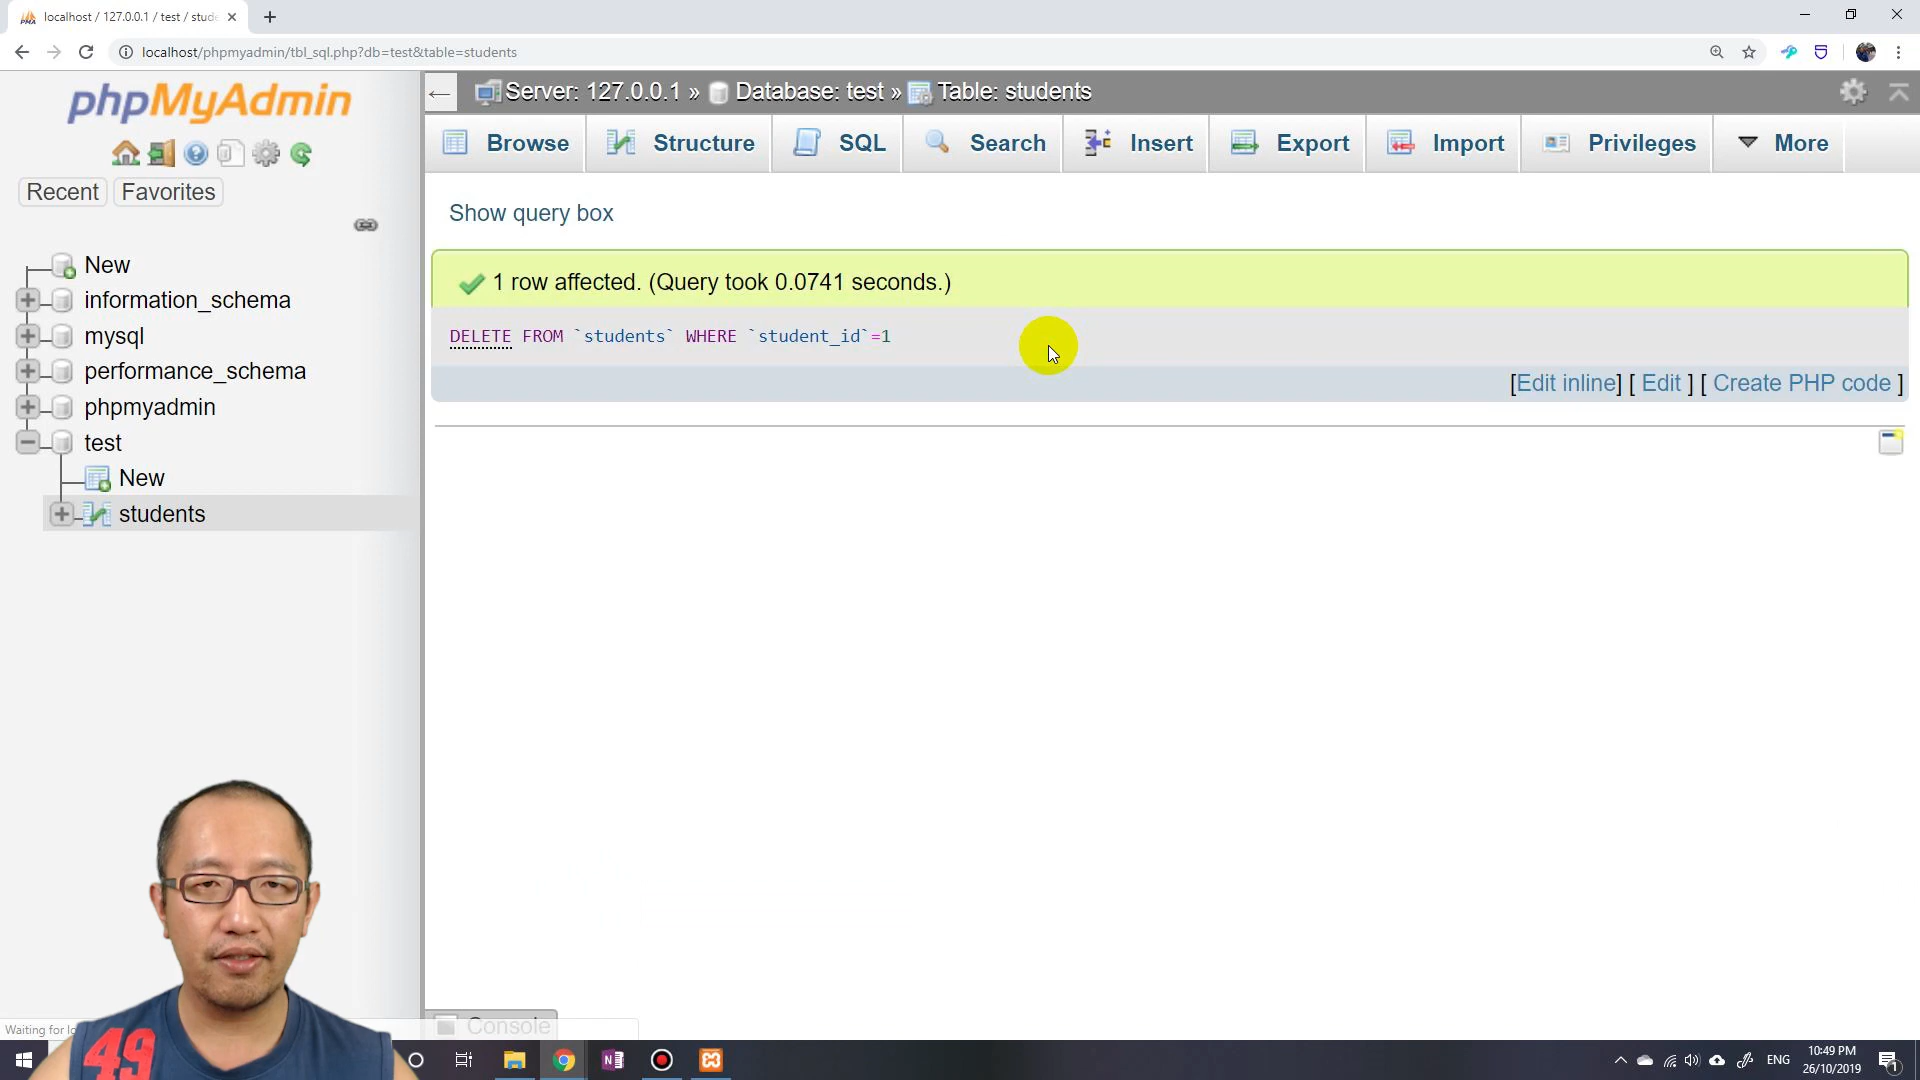 localhost / 127.0.0.1 / test / stude
localhost/phpmyadmin/tbl_sql.php?db=test&table=students
phpMyAdmin
Recent Favorites
New
information_schema
mysql
performance_schema
phpmyadmin
test
New
students
Server: 127.0.0.1 » Database: test » Table: students
Browse Structure SQL Search Insert Export Import Privileges More
Show query box
1 row affected. (Query took 0.0741 seconds.)
DELETE FROM `students` WHERE `student_id`=1
[Edit inline] [ Edit ] [ Create PHP code ]
Console
Waiting for lo
49
ENG
10:49 PM
26/10/2019